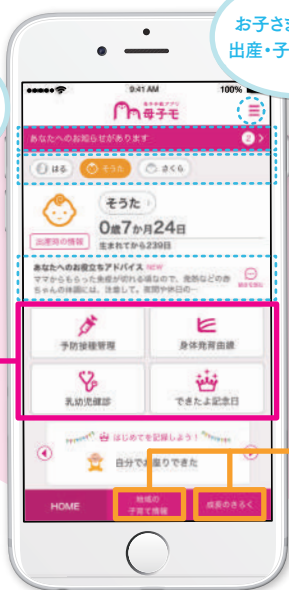 お子さま
出産・子
9:41 AM
100%
母子手帳アプリ
母子モ
あなたへのお知らせがあります
2
はる
そうた
さくら
そうた
0歳7か月24日
出産時の情報
生まれてから239日
あなたへのお役立ちアドバイス NEW
ママからもらった免疫が切れる頃なので、発熱などの赤
ちゃんの体調には、注意して。夜間や休日の…
予防接種管理
身体発育曲線
乳幼児健診
できたよ記念日
はじめてを記録しよう!
自分でお座りできた
HOME
地域の
子育て情報
成長のきろく